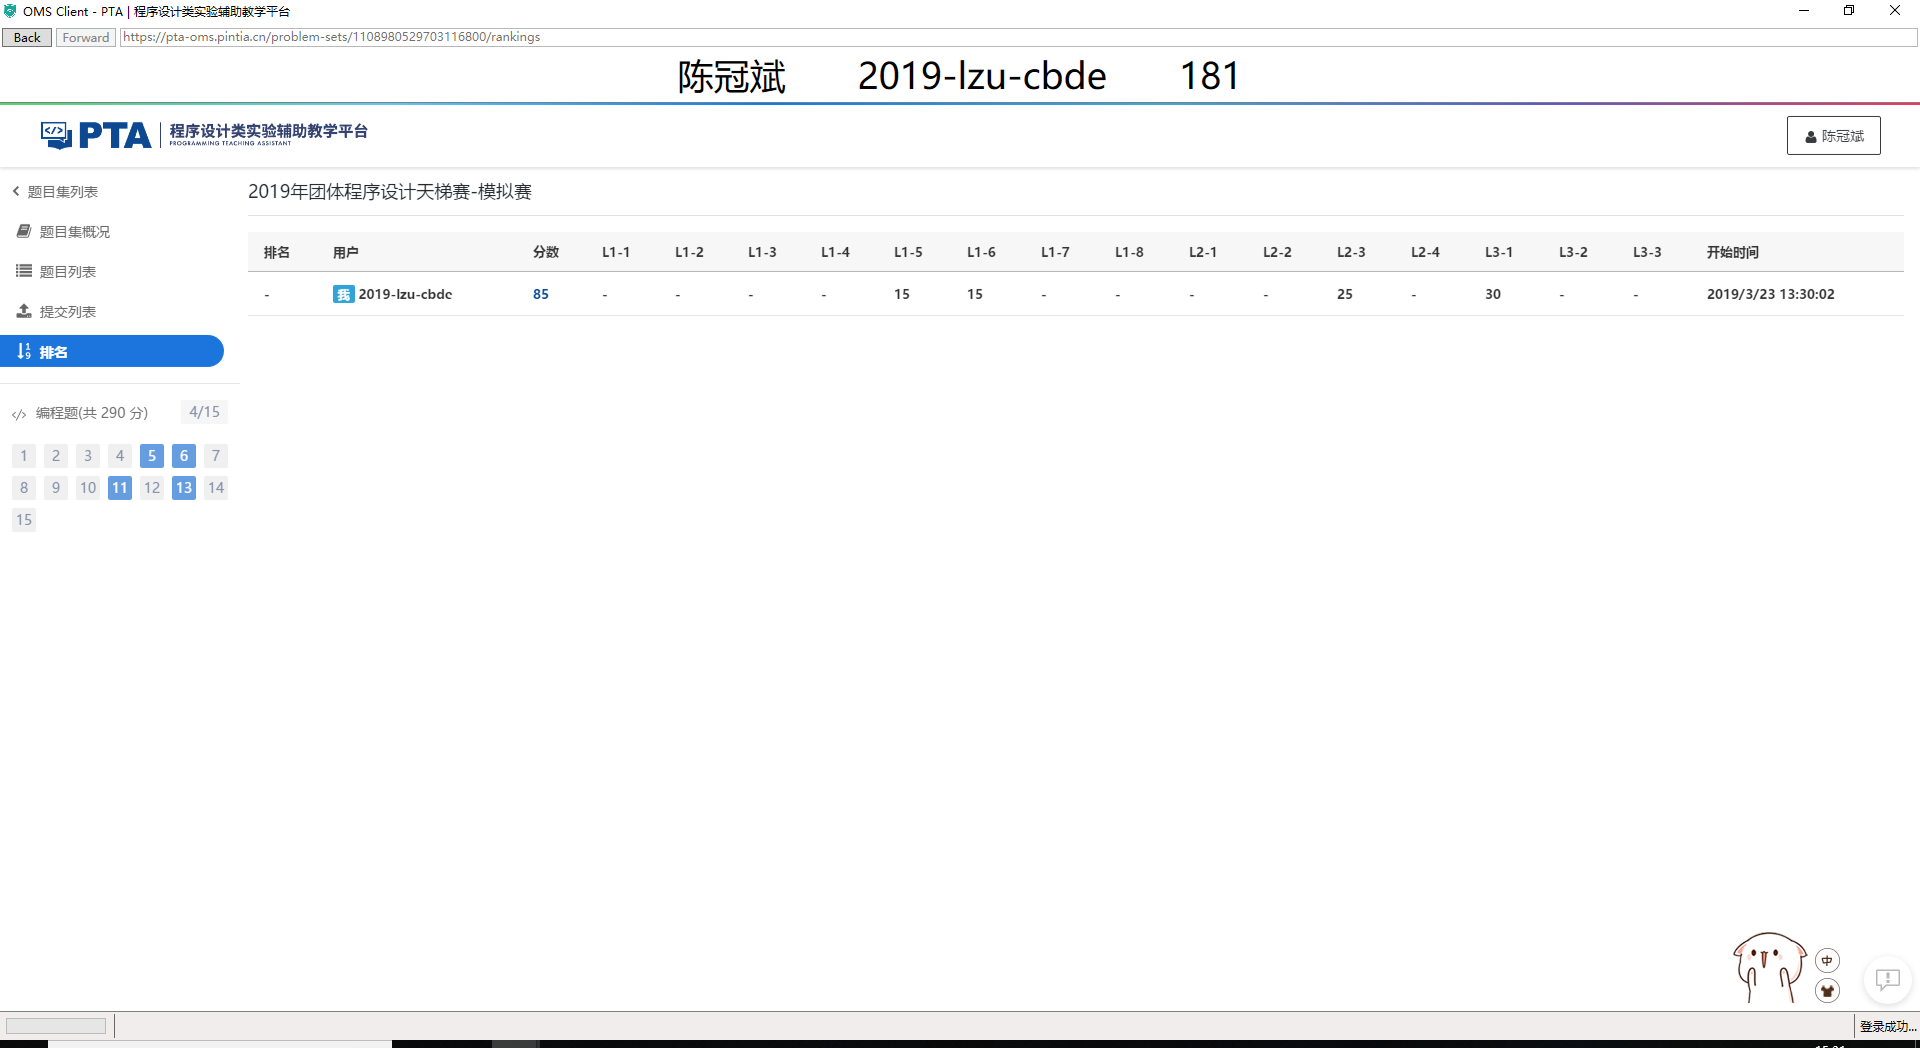 OMS Client - PTA | 程序设计类实验辅助教学平台
Back Forward https://pta-oms.pintia.cn/problem-sets/1108980529703116800/rankings
陈冠斌 2019-lzu-cbde 181
PTA 程序设计类实验辅助教学平台
PROGRAMMING TEACHING ASSISTANT
陈冠斌
题目集列表
题目集概况
题目列表
提交列表
排名
编程题(共 290 分) 4/15
1 2 3 4 5 6 7
8 9 10 11 12 13 14
15
2019年团体程序设计天梯赛-模拟赛
排名 用户 分数 L1-1 L1-2 L1-3 L1-4 L1-5 L1-6 L1-7 L1-8 L2-1 L2-2 L2-3 L2-4 L3-1 L3-2 L3-3 开始时间
- 我 2019-lzu-cbde 85 - - - - 15 15 - - - - 25 - 30 - - 2019/3/23 13:30:02
中
登录成功...